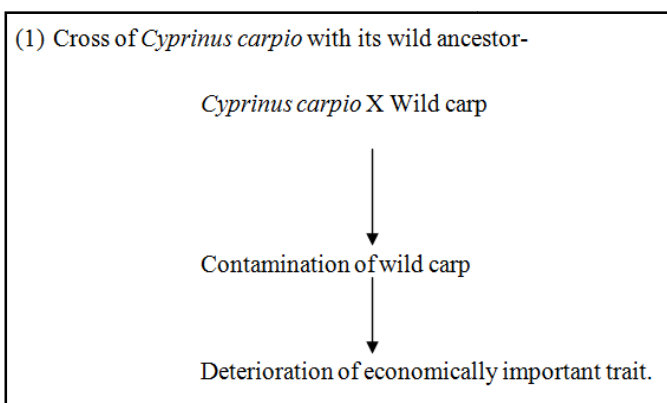 (1) Cross of Cyprinus carpio with its wild ancestor-
Cyprinus carpio X Wild carp
Contamination of wild carp
Deterioration of economically important trait.